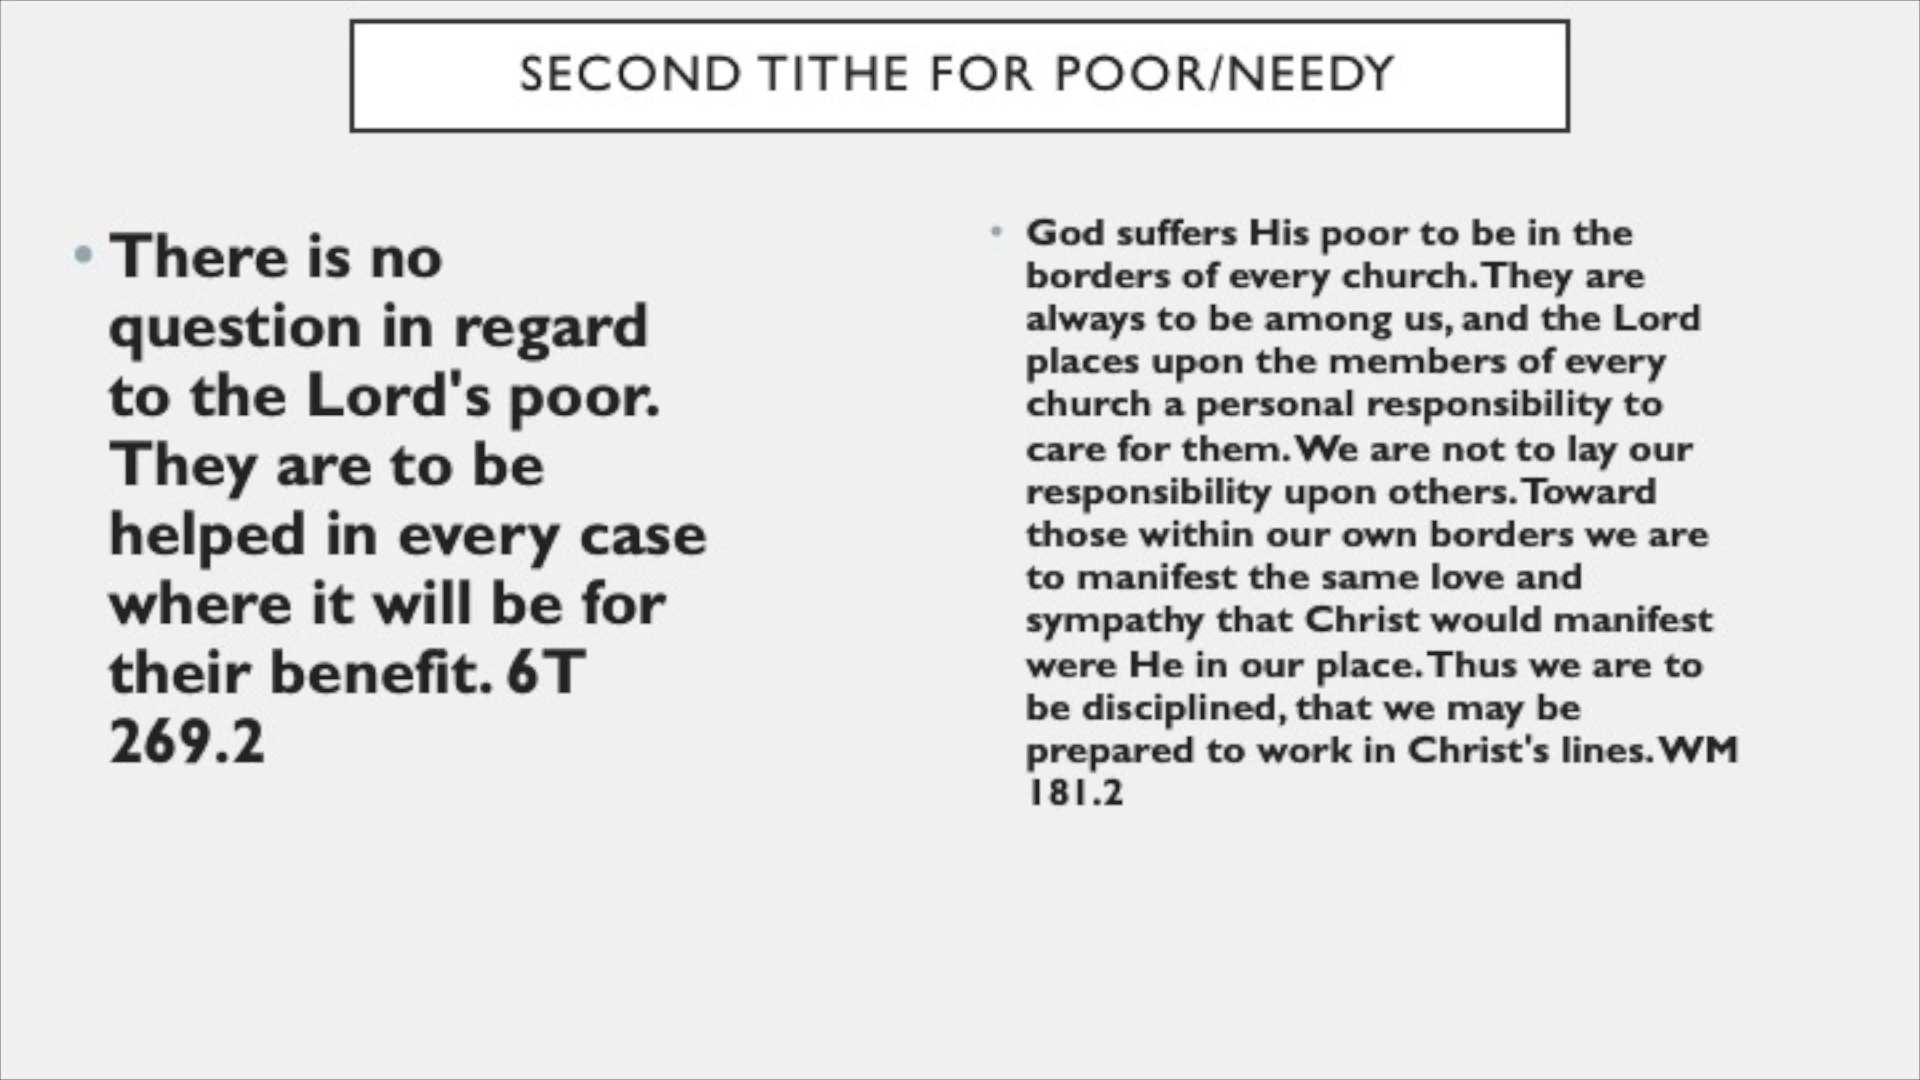 SECOND TITHE FOR POOR/NEEDY
• There is no
question in regard
to the Lord's poor.
They are to be
helped in every case
where it will be for
their benefit. 6T
269.2
• God suffers His poor to be in the
borders of every church. They are
always to be among us, and the Lord
places upon the members of every
church a personal responsibility to
care for them. We are not to lay our
responsibility upon others. Toward
those within our own borders we are
to manifest the same love and
sympathy that Christ would manifest
were He in our place. Thus we are to
be disciplined, that we may be
prepared to work in Christ's lines. WM
181.2